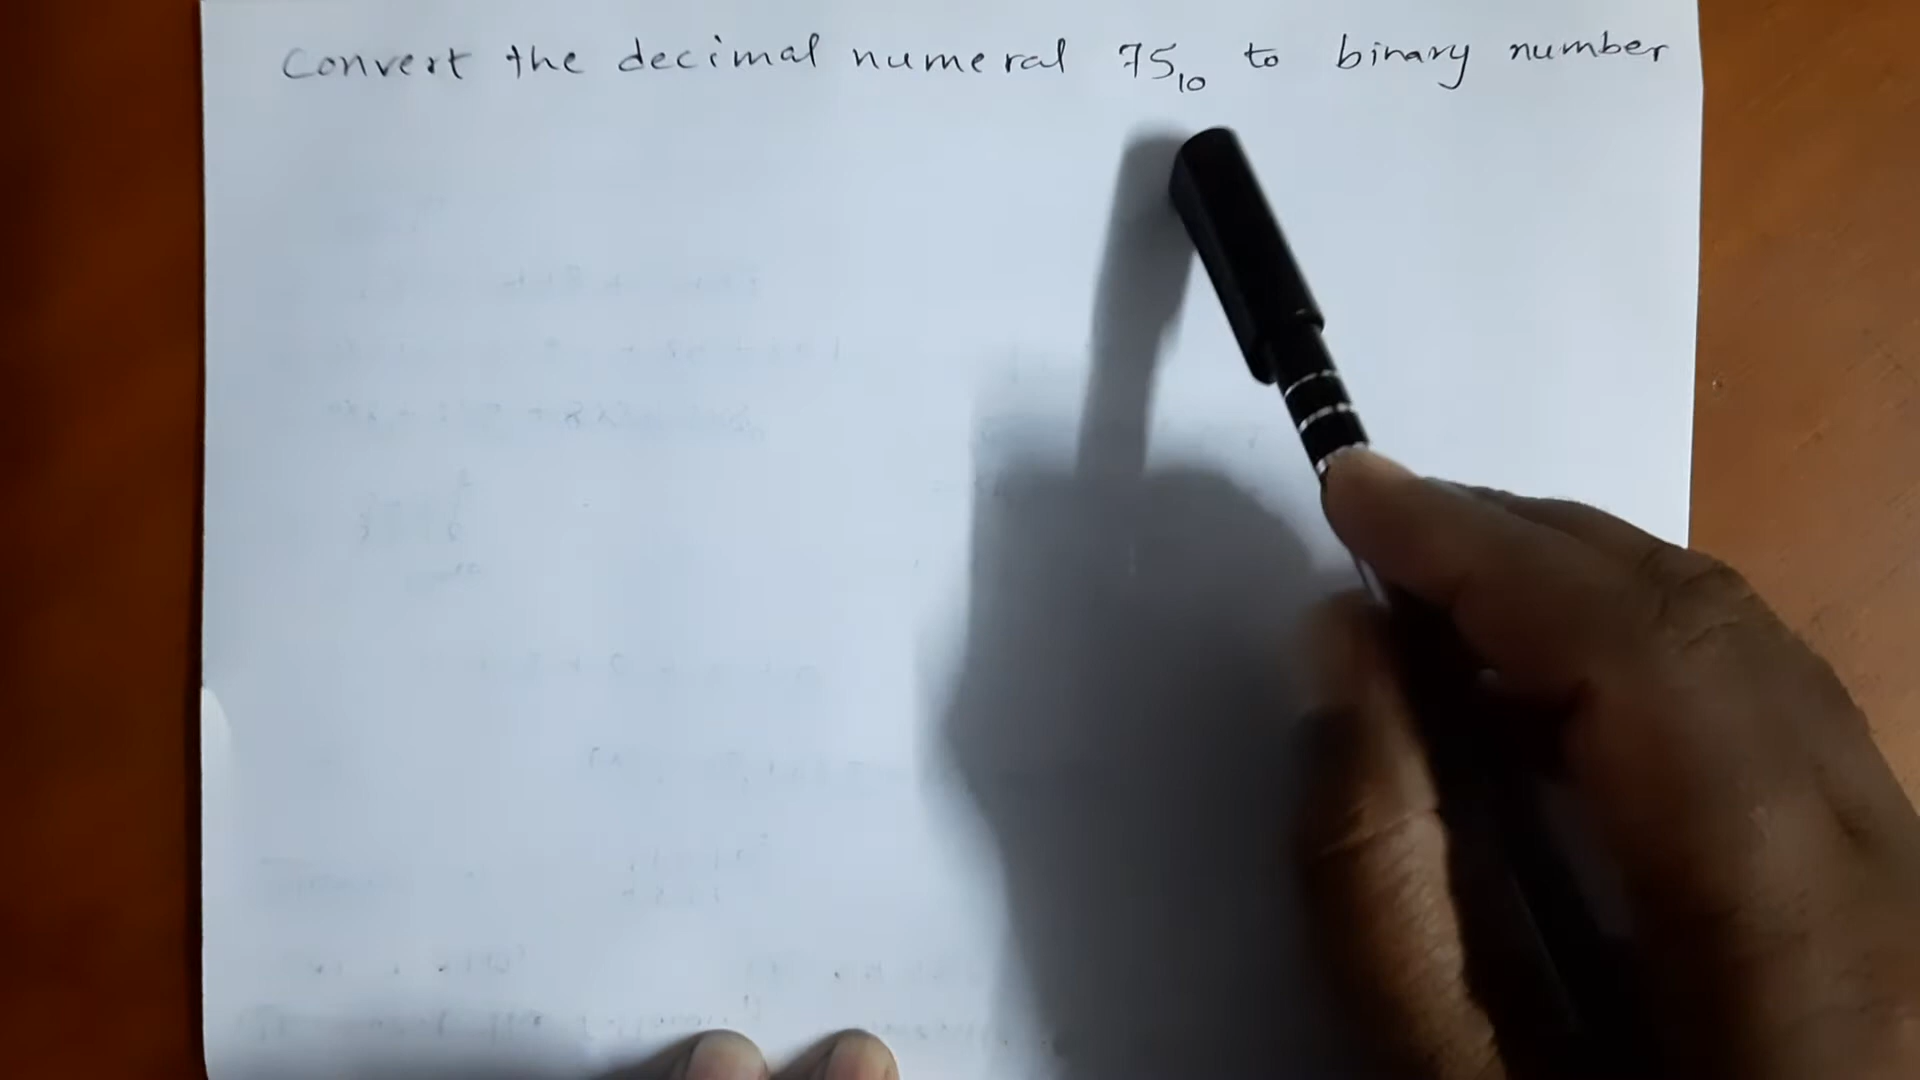 Convert the decimal numeral 75₁₀ to binary number